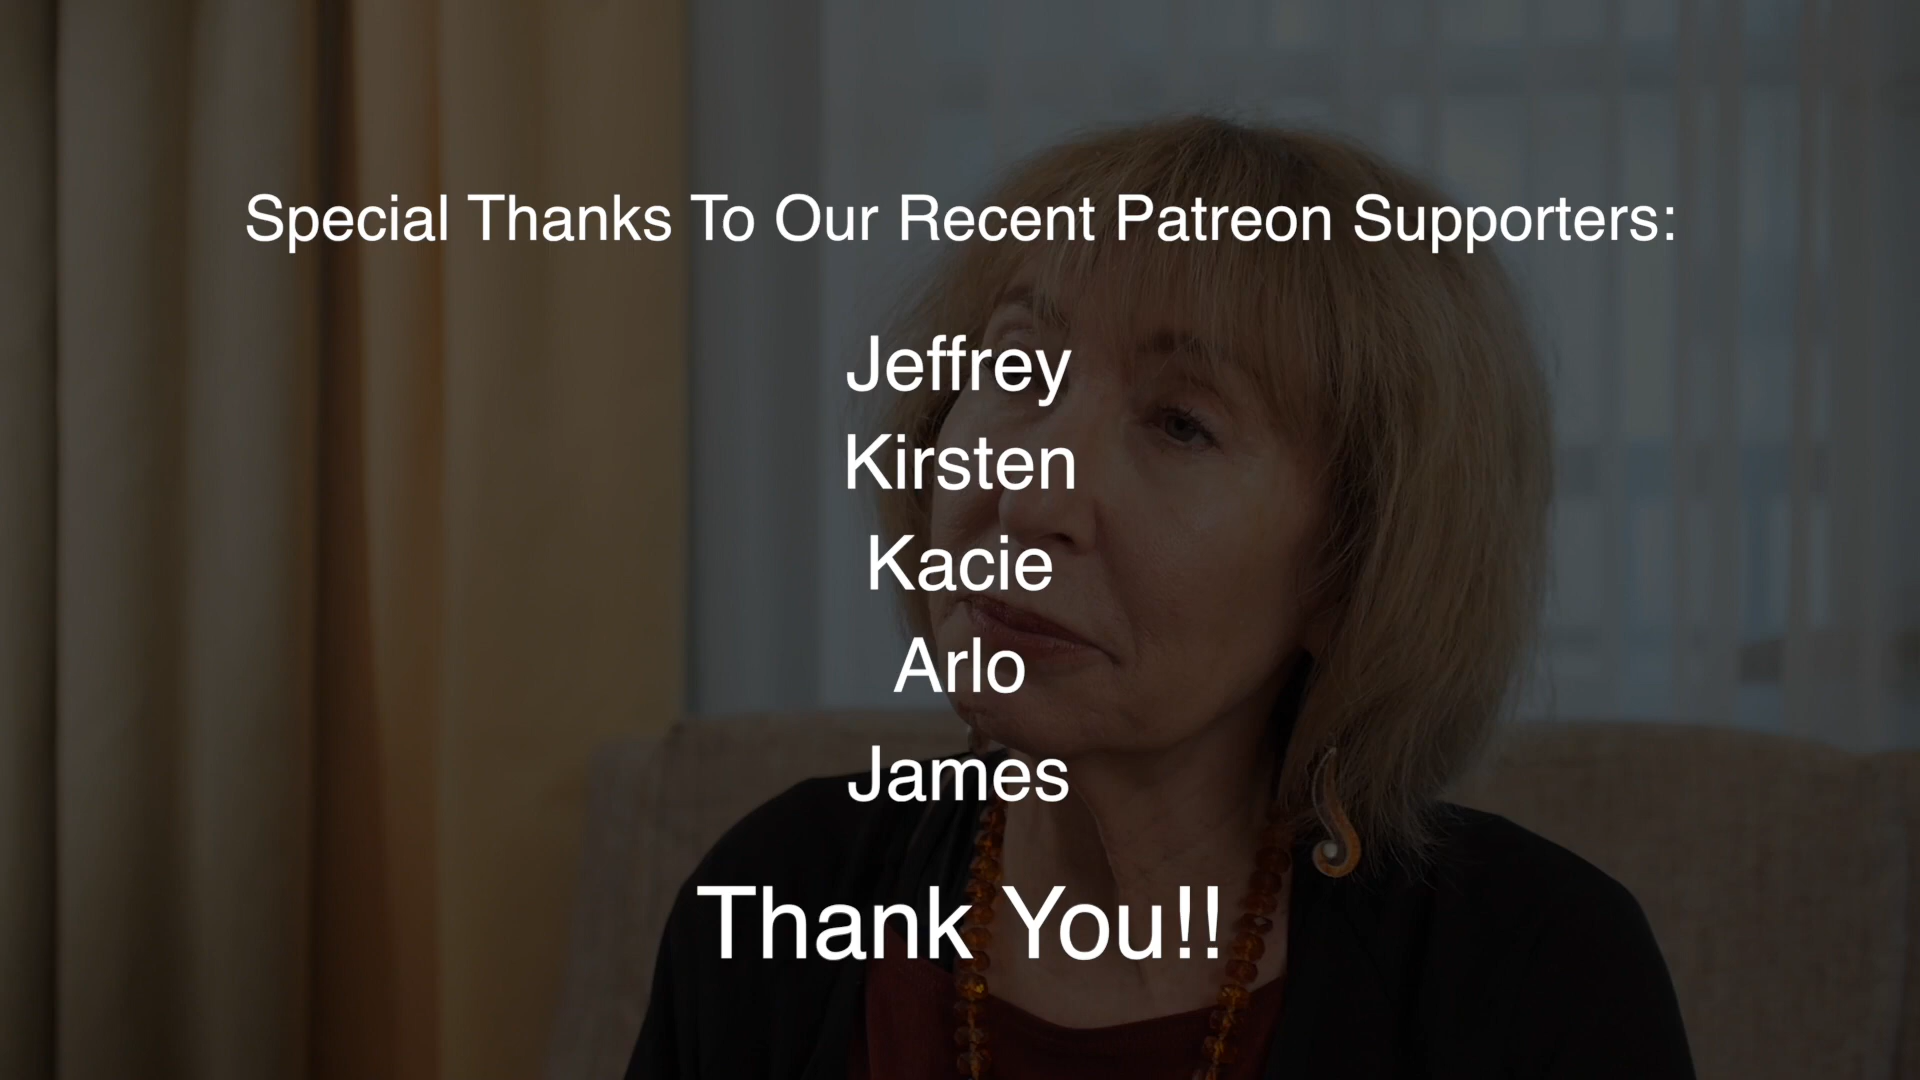 Special Thanks To Our Recent Patreon Supporters:
Jeffrey
Kirsten
Kacie
Arlo
James
Thank You!!